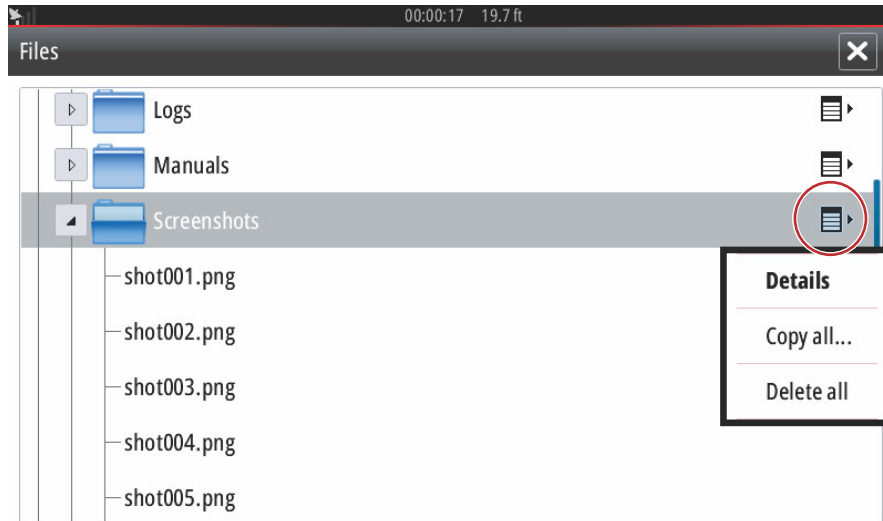 00:00:17 19.7 ft
Files
Logs
Manuals
Screenshots
shot001.png
shot002.png
shot003.png
shot004.png
shot005.png
Details
Copy all...
Delete all